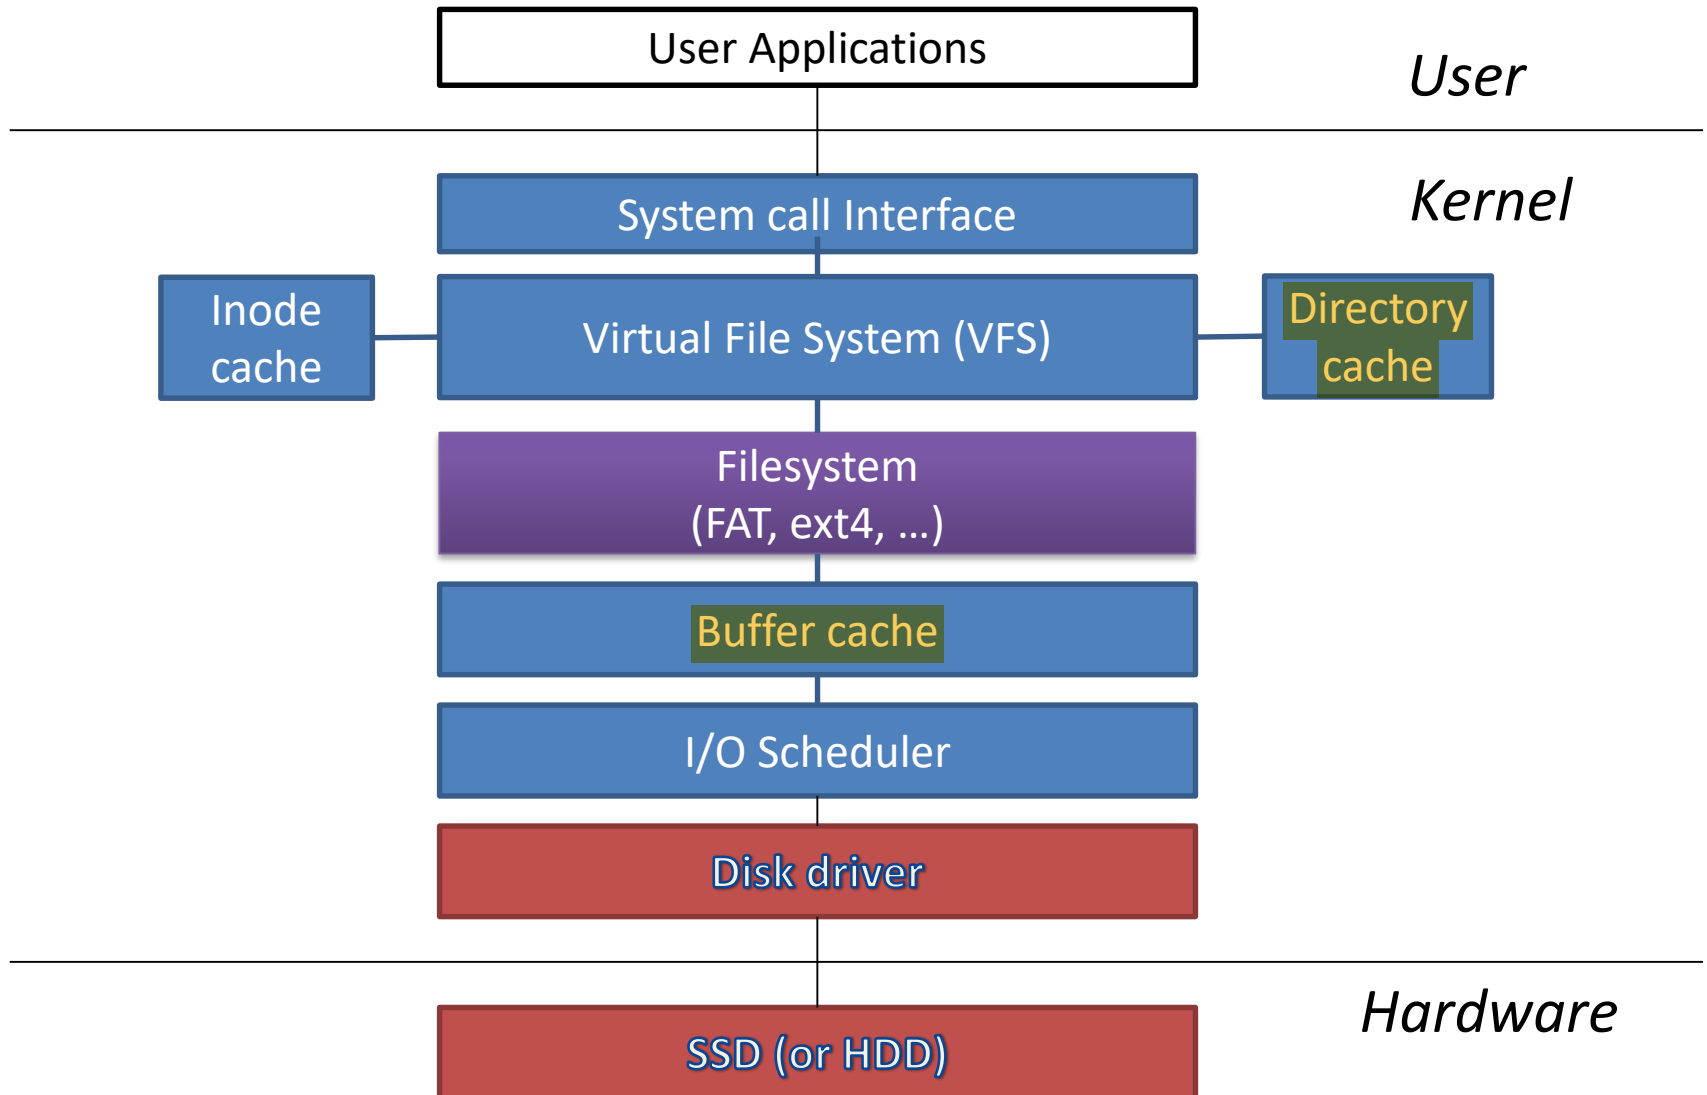 User Applications
User
System call Interface
Kernel
Inode
cache
Virtual File System (VFS)
Directory
cache
Filesystem
(FAT, ext4, …)
Buffer cache
I/O Scheduler
Disk driver
Hardware
SSD (or HDD)